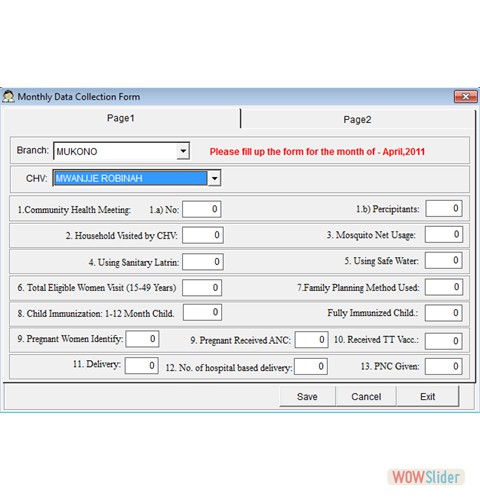 Monthly Data Collection Form
Page1 Page2
Branch: MUKONO Please fill up the form for the month of - April,2011
CHV: MWANJJE ROBINAH
1.Community Health Meeting: 1.a) No: 0 1.b) Percipitants: 0
2. Household Visited by CHV: 0 3. Mosquito Net Usage: 0
4. Using Sanitary Latrin: 0 5. Using Safe Water: 0
6. Total Eligible Women Visit (15-49 Years) 0 7.Family Planning Method Used: 0
8. Child Immunization: 1-12 Month Child. 0 Fully Immunized Child.: 0
9. Pregnant Women Identify: 0 9. Pregnant Received ANC: 0 10. Received TT Vacc.: 0
11. Delivery: 0 12. No. of hospital based delivery: 0 13. PNC Given: 0
Save Cancel Exit
WOWSlider